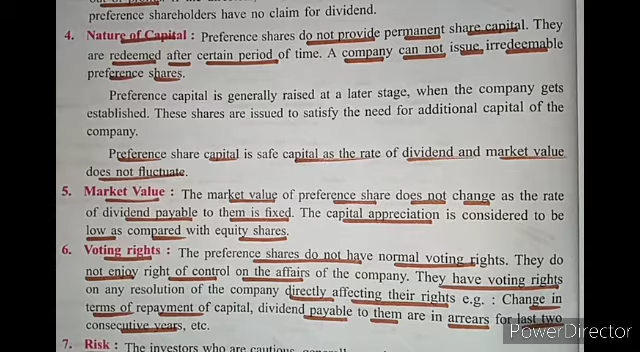 preference shareholders have no claim for dividend.
4. Nature of Capital : Preference shares do not provide permanent share capital. They
are redeemed after certain period of time. A company can not issue irredeemable
preference shares.
Preference capital is generally raised at a later stage, when the company gets
established. These shares are issued to satisfy the need for additional capital of the
company.
Preference share capital is safe capital as the rate of dividend and market value
does not fluctuate.
5. Market Value : The market value of preference share does not change as the rate
of dividend payable to them is fixed. The capital appreciation is considered to be
low as compared with equity shares.
6. Voting rights : The preference shares do not have normal voting rights. They do
not enjoy right of control on the affairs of the company. They have voting rights
on any resolution of the company directly affecting their rights e.g. : Change in
terms of repayment of capital, dividend payable to them are in arrears for last two
consecutive years, etc.
PowerDirector
7. Risk : The investors who are cautious,